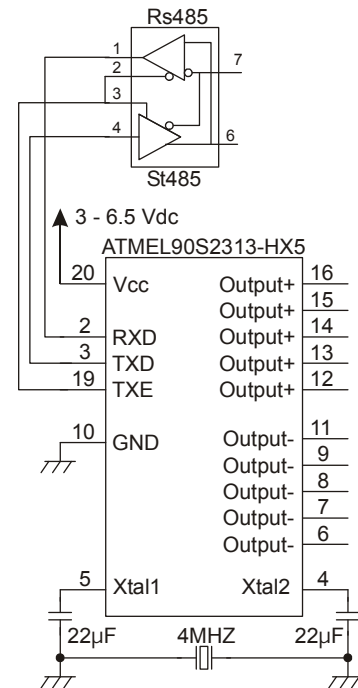 Rs485
1
2
3
4
7
6
St485
3 - 6.5 Vdc
ATMEL90S2313-HX5
20 Vcc Output+ 16
Output+ 15
2 RXD Output+ 14
3 TXD Output+ 13
19 TXE Output+ 12
10 GND Output- 11
Output- 9
Output- 8
Output- 7
Output- 6
5 Xtal1 Xtal2 4
22µF 4MHZ 22µF